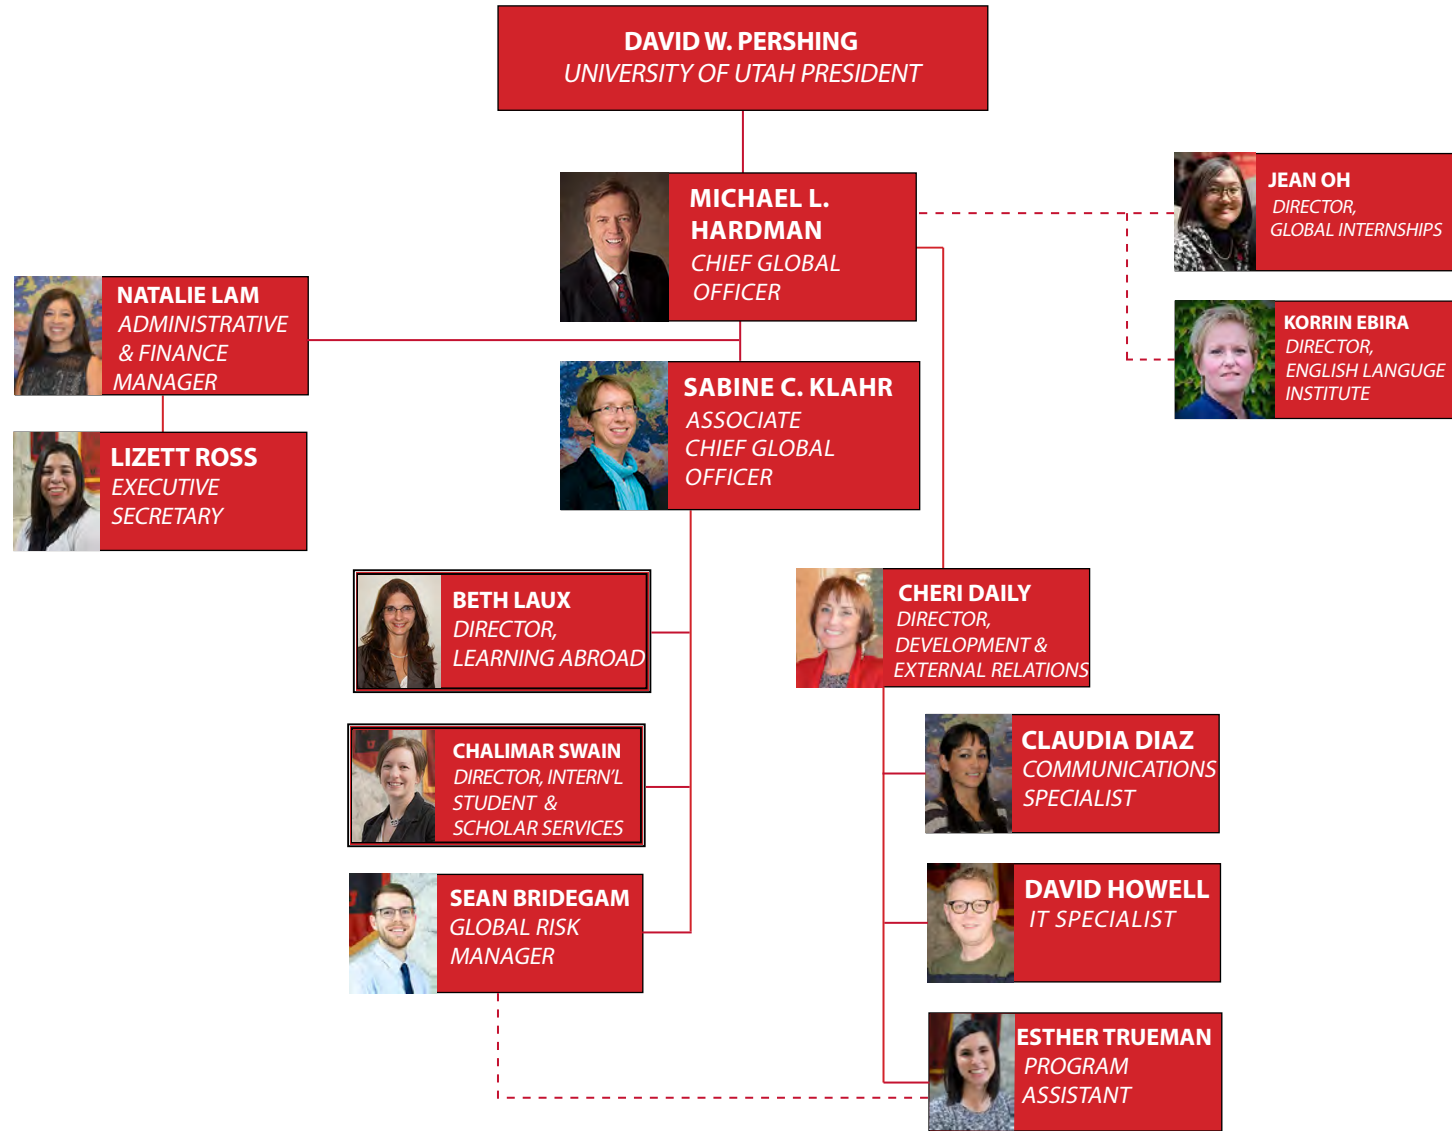 DAVID W. PERSHING
UNIVERSITY OF UTAH PRESIDENT
MICHAEL L.
HARDMAN
CHIEF GLOBAL
OFFICER
JEAN OH
DIRECTOR,
GLOBAL INTERNSHIPS
KORRIN EBIRA
DIRECTOR,
ENGLISH LANGUGE
INSTITUTE
NATALIE LAM
ADMINISTRATIVE
& FINANCE
MANAGER
LIZETT ROSS
EXECUTIVE
SECRETARY
SABINE C. KLAHR
ASSOCIATE
CHIEF GLOBAL
OFFICER
BETH LAUX
DIRECTOR,
LEARNING ABROAD
CHALIMAR SWAIN
DIRECTOR, INTERN'L
STUDENT &
SCHOLAR SERVICES
SEAN BRIDEGAM
GLOBAL RISK
MANAGER
CHERI DAILY
DIRECTOR,
DEVELOPMENT &
EXTERNAL RELATIONS
CLAUDIA DIAZ
COMMUNICATIONS
SPECIALIST
DAVID HOWELL
IT SPECIALIST
ESTHER TRUEMAN
PROGRAM
ASSISTANT